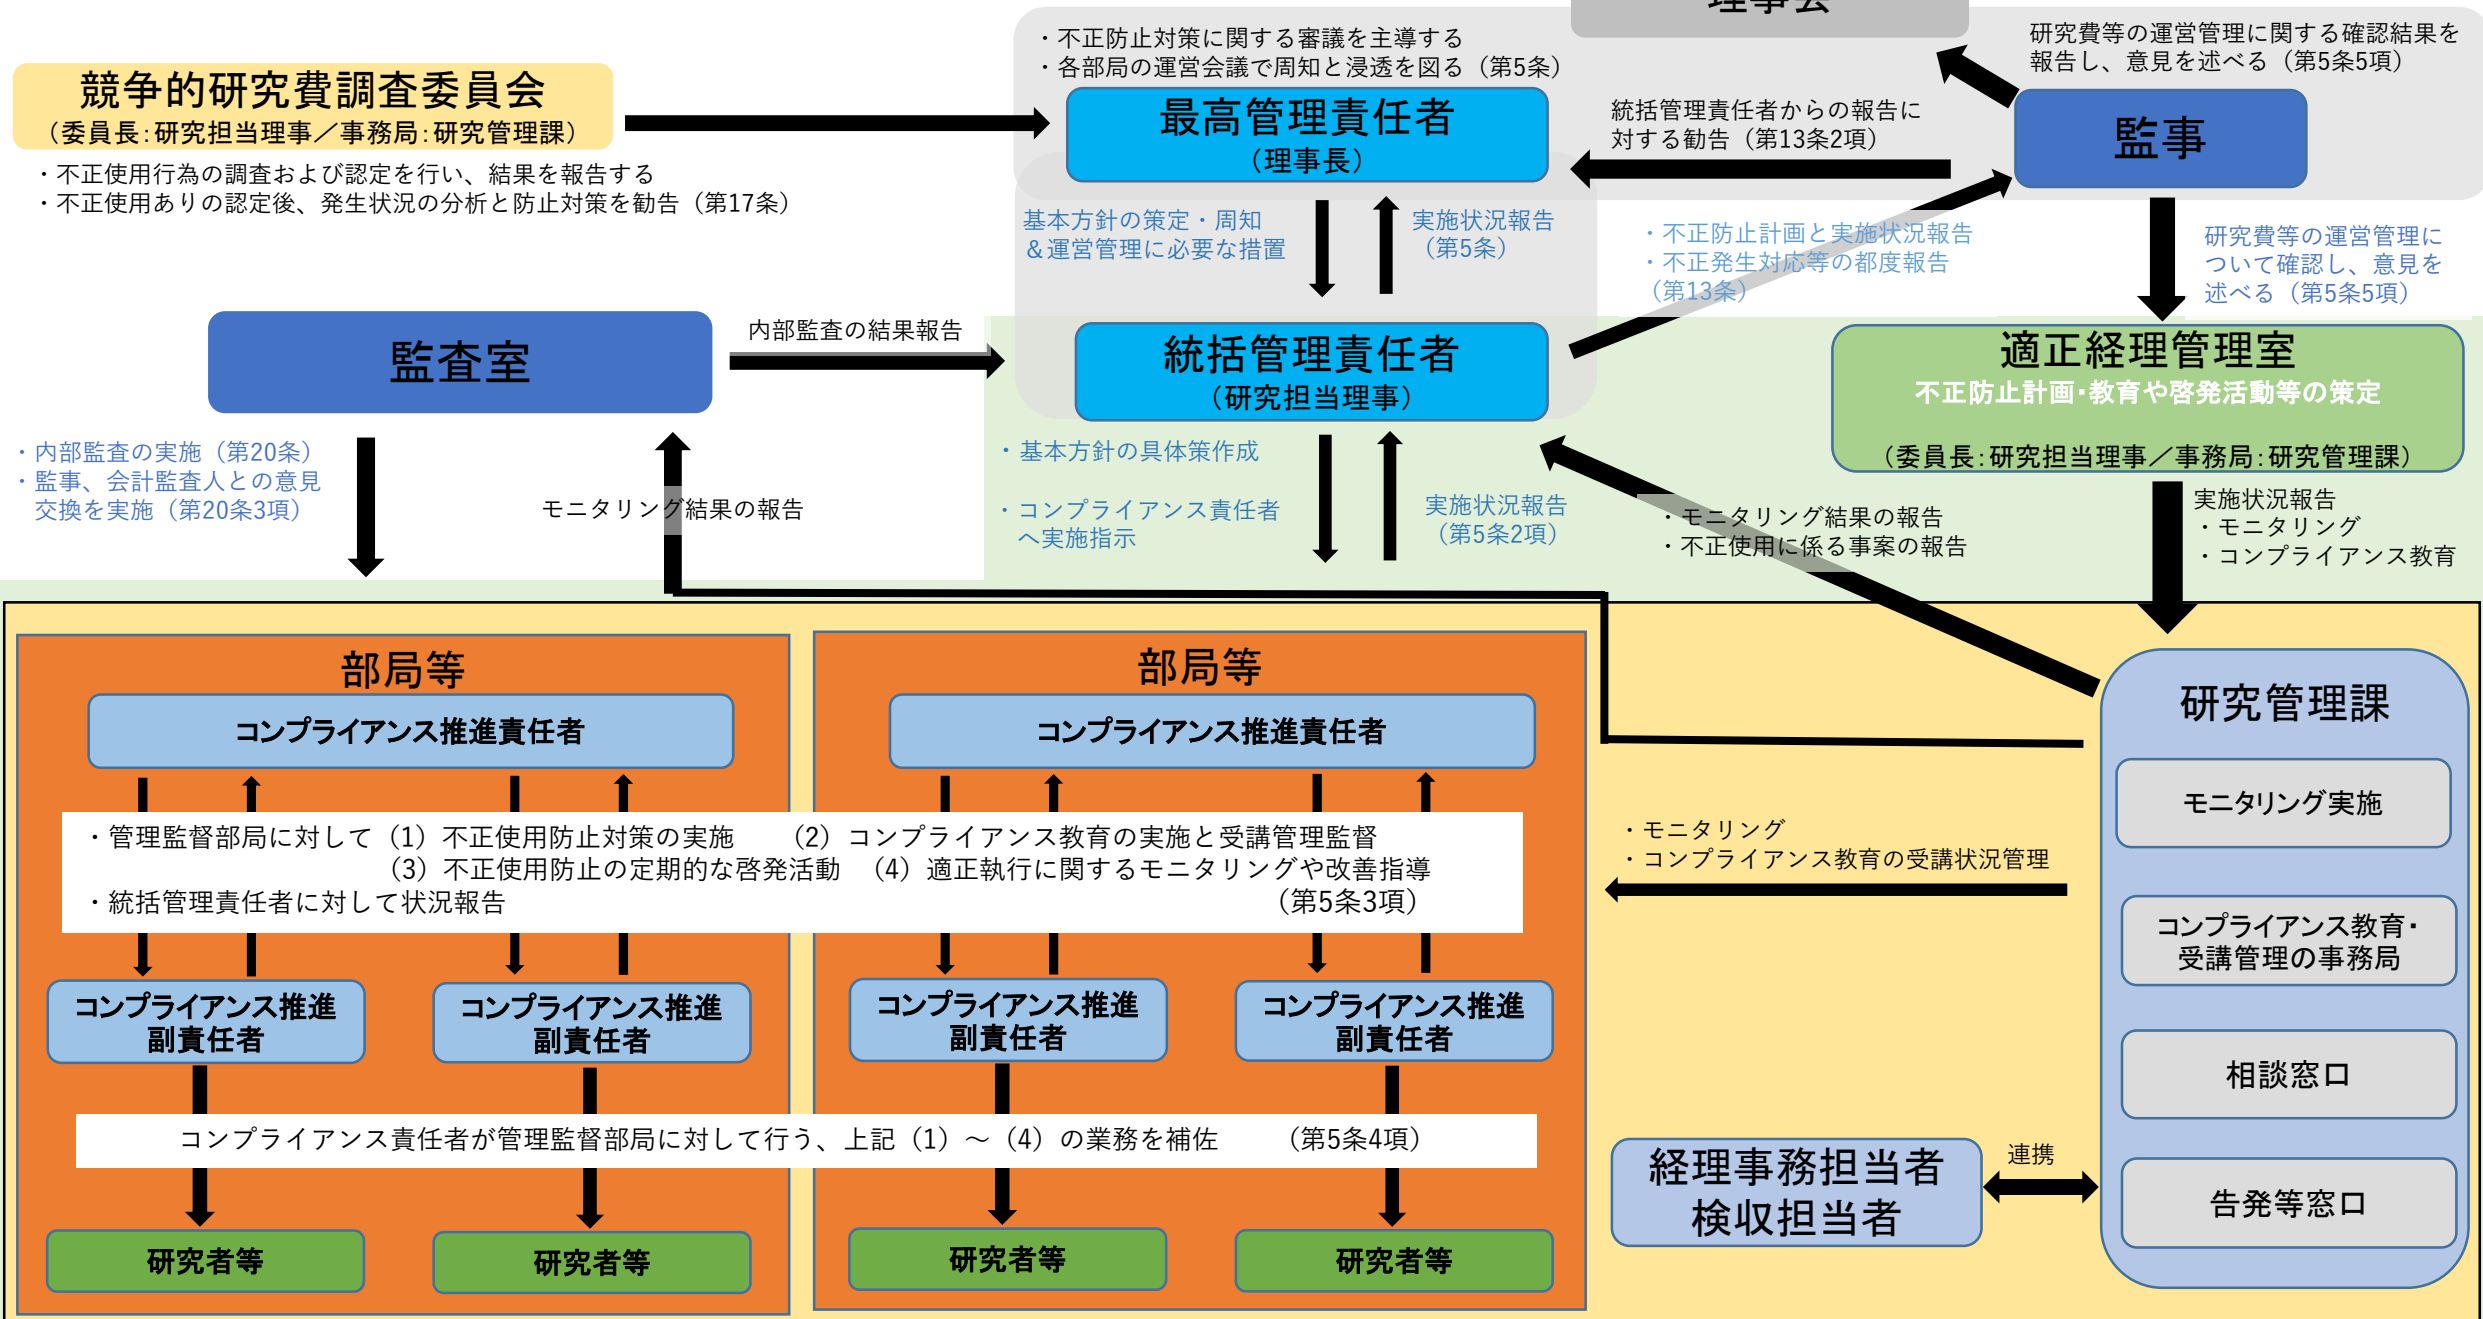 理事会
・不正防止対策に関する審議を主導する
・各部局の運営会議で周知と浸透を図る（第5条）
研究費等の運営管理に関する確認結果を
報告し、意見を述べる（第5条5項）
競争的研究費調査委員会
（委員長：研究担当理事／事務局：研究管理課）
・不正使用行為の調査および認定を行い、結果を報告する
・不正使用ありの認定後、発生状況の分析と防止対策を勧告（第17条）
最高管理責任者
（理事長）
統括管理責任者からの報告に
対する勧告（第13条2項）
監事
基本方針の策定・周知
＆運営管理に必要な措置
実施状況報告
（第5条）
・不正防止計画と実施状況報告
・不正発生対応等の都度報告
（第13条）
研究費等の運営管理に
ついて確認し、意見を
述べる（第5条5項）
監査室
内部監査の結果報告
統括管理責任者
（研究担当理事）
適正経理管理室
不正防止計画・教育や啓発活動等の策定
（委員長：研究担当理事／事務局：研究管理課）
・内部監査の実施（第20条）
・監事、会計監査人との意見
交換を実施（第20条3項）
モニタリング結果の報告
・基本方針の具体策作成
・コンプライアンス責任者
へ実施指示
実施状況報告
（第5条2項）
・モニタリング結果の報告
・不正使用に係る事案の報告
実施状況報告
・モニタリング
・コンプライアンス教育
部局等
コンプライアンス推進責任者
部局等
コンプライアンス推進責任者
・管理監督部局に対して（1）不正使用防止対策の実施　（2）コンプライアンス教育の実施と受講管理監督
（3）不正使用防止の定期的な啓発活動　（4）適正執行に関するモニタリングや改善指導
・統括管理責任者に対して状況報告　（第5条3項）
コンプライアンス推進
副責任者
コンプライアンス推進
副責任者
コンプライアンス推進
副責任者
コンプライアンス推進
副責任者
コンプライアンス責任者が管理監督部局に対して行う、上記（1）～（4）の業務を補佐　（第5条4項）
研究者等
研究者等
研究者等
研究者等
・モニタリング
・コンプライアンス教育の受講状況管理
研究管理課
モニタリング実施
コンプライアンス教育・
受講管理の事務局
相談窓口
告発等窓口
連携
経理事務担当者
検収担当者